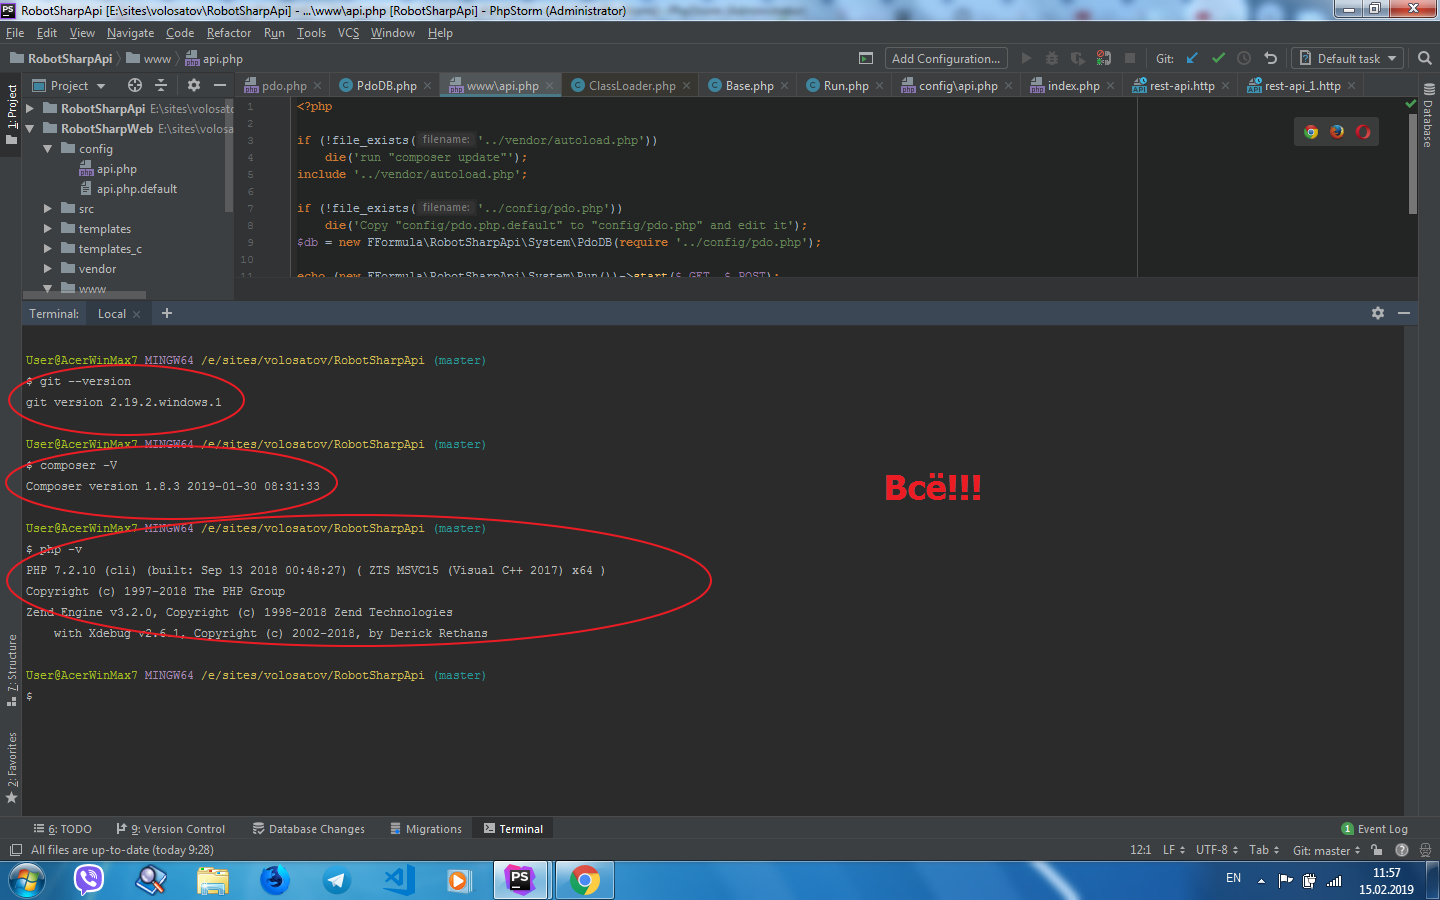 RobotSharpApi [E:\sites\volosatov\RobotSharpApi] - ...\www\api.php [RobotSharpApi] - PhpStorm (Administrator)
File Edit View Navigate Code Refactor Run Tools VCS Window Help
RobotSharpApi www api.php Add Configuration... Git: Default task
Project pdo.php PdoDB.php www\api.php ClassLoader.php Base.php Run.php config\api.php index.php rest-api.http rest-api_1.http
1: Project
Database
RobotSharpApi E:\sites\volosatc
RobotSharpWeb E:\sites\volosa
config
api.php
api.php.default
src
templates
templates_c
vendor
www
1 <?php
2
3 if (!file_exists( filename: '../vendor/autoload.php'))
4 die('run "composer update"');
5 include '../vendor/autoload.php';
6
7 if (!file_exists( filename: '../config/pdo.php'))
8 die('Copy "config/pdo.php.default" to "config/pdo.php" and edit it');
9 $db = new FFormula\RobotSharpApi\System\PdoDB(require '../config/pdo.php');
10
11 echo (new FFormula\RobotSharpApi\System\Run())->start($_GET, $_POST);
Terminal: Local
User@AcerWinMax7 MINGW64 /e/sites/volosatov/RobotSharpApi (master)
$ git --version
git version 2.19.2.windows.1
User@AcerWinMax7 MINGW64 /e/sites/volosatov/RobotSharpApi (master)
$ composer -V
Composer version 1.8.3 2019-01-30 08:31:33
Всё!!!
User@AcerWinMax7 MINGW64 /e/sites/volosatov/RobotSharpApi (master)
$ php -v
PHP 7.2.10 (cli) (built: Sep 13 2018 00:48:27) ( ZTS MSVC15 (Visual C++ 2017) x64 )
Copyright (c) 1997-2018 The PHP Group
Zend Engine v3.2.0, Copyright (c) 1998-2018 Zend Technologies
with Xdebug v2.6.1, Copyright (c) 2002-2018, by Derick Rethans
User@AcerWinMax7 MINGW64 /e/sites/volosatov/RobotSharpApi (master)
$
7: Structure
2: Favorites
6: TODO 9: Version Control Database Changes Migrations Terminal 1 Event Log
All files are up-to-date (today 9:28) 12:1 LF UTF-8 Tab Git: master
EN 11:57
15.02.2019